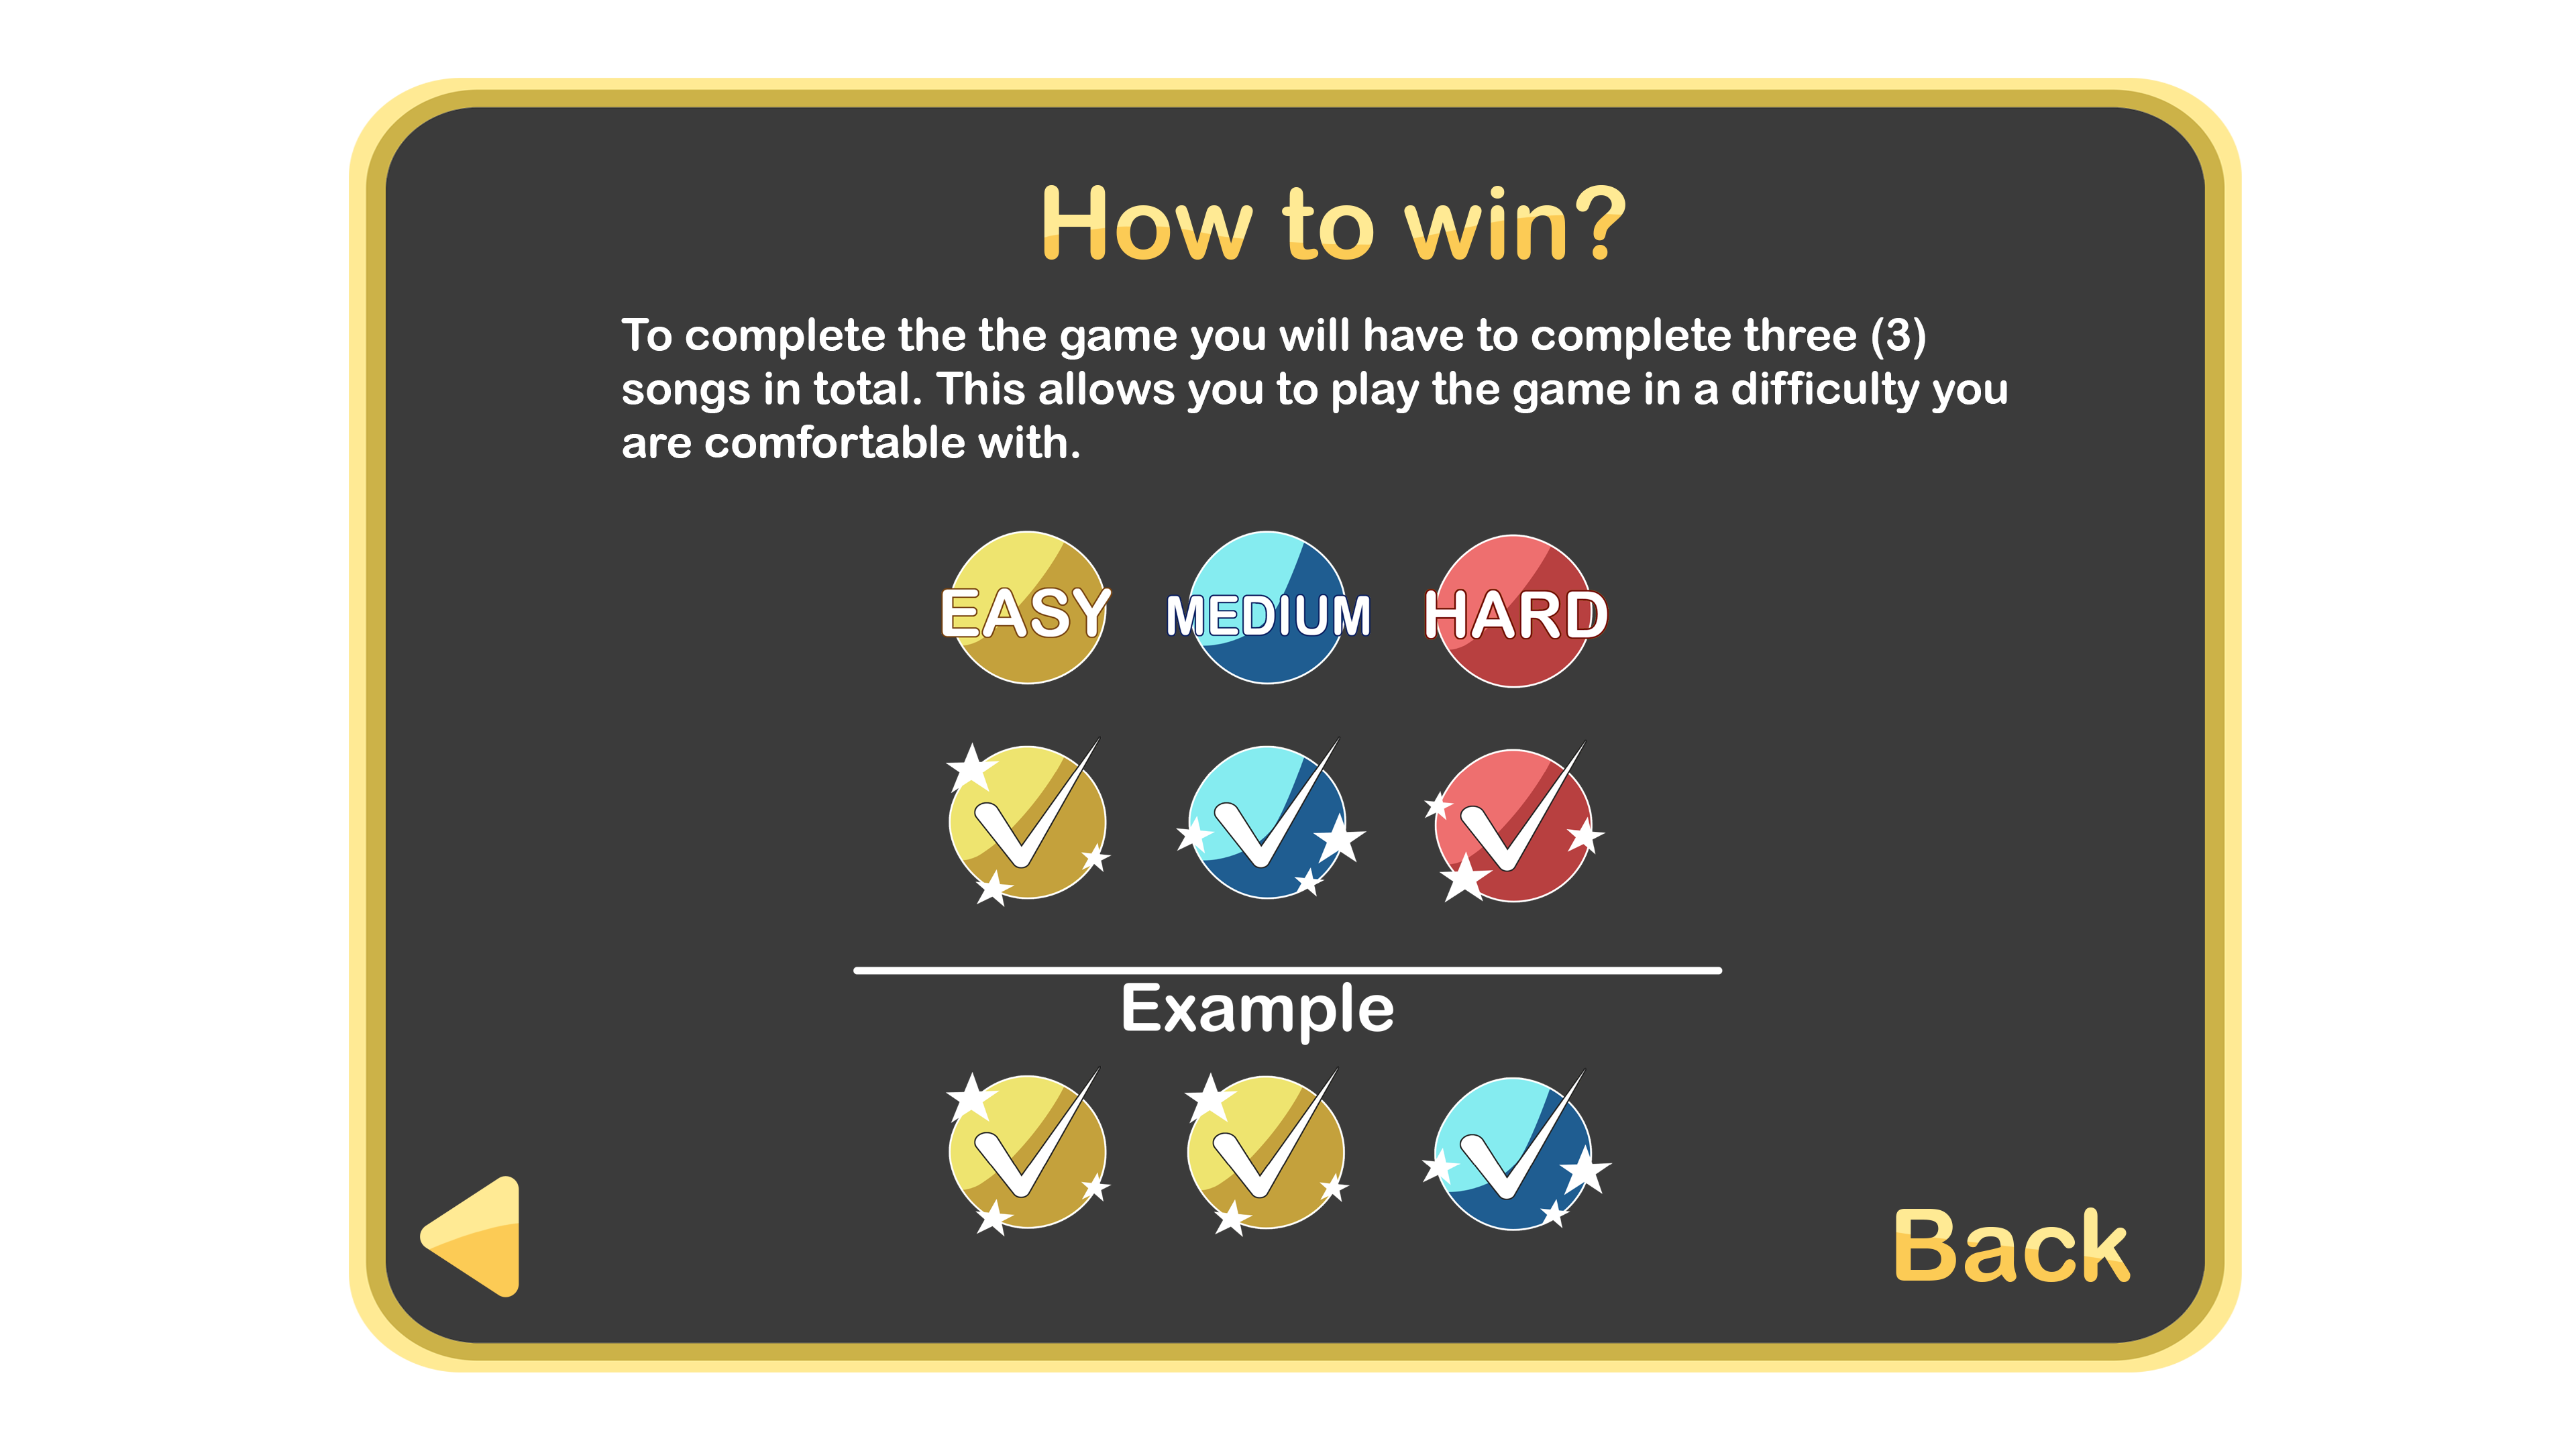 How to win?
To complete the the game you will have to complete three (3)
songs in total. This allows you to play the game in a difficulty you
are comfortable with.
EASY MEDIUM HARD
Example
Back